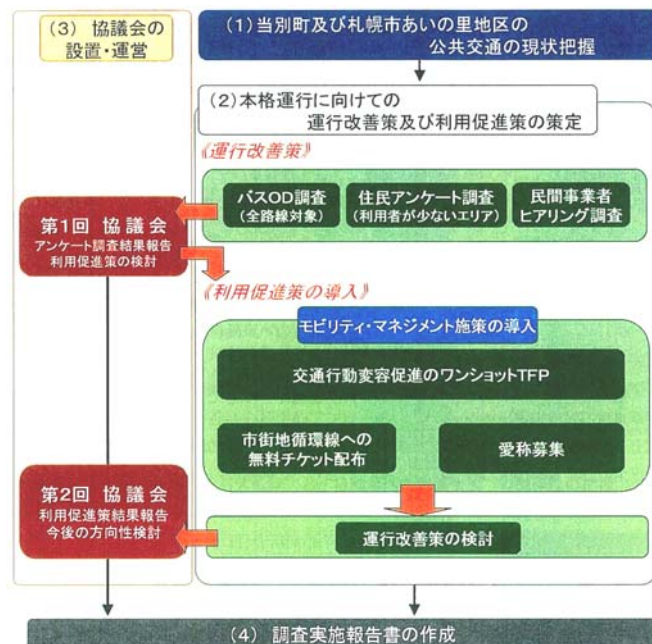 (3) 協議会の
設置・運営
(1)当別町及び札幌市あいの里地区の
公共交通の現状把握
(2)本格運行に向けての
運行改善策及び利用促進策の策定
《運行改善策》
バスOD調査
(全路線対象)
住民アンケート調査
(利用者が少ないエリア)
民間事業者
ヒアリング調査
第1回 協議会
アンケート調査結果報告
利用促進策の検討
《利用促進策の導入》
モビリティ・マネジメント施策の導入
交通行動変容促進のワンショットTFP
市街地循環線への
無料チケット配布
愛称募集
第2回 協議会
利用促進策結果報告
今後の方向性検討
運行改善策の検討
(4) 調査実施報告書の作成